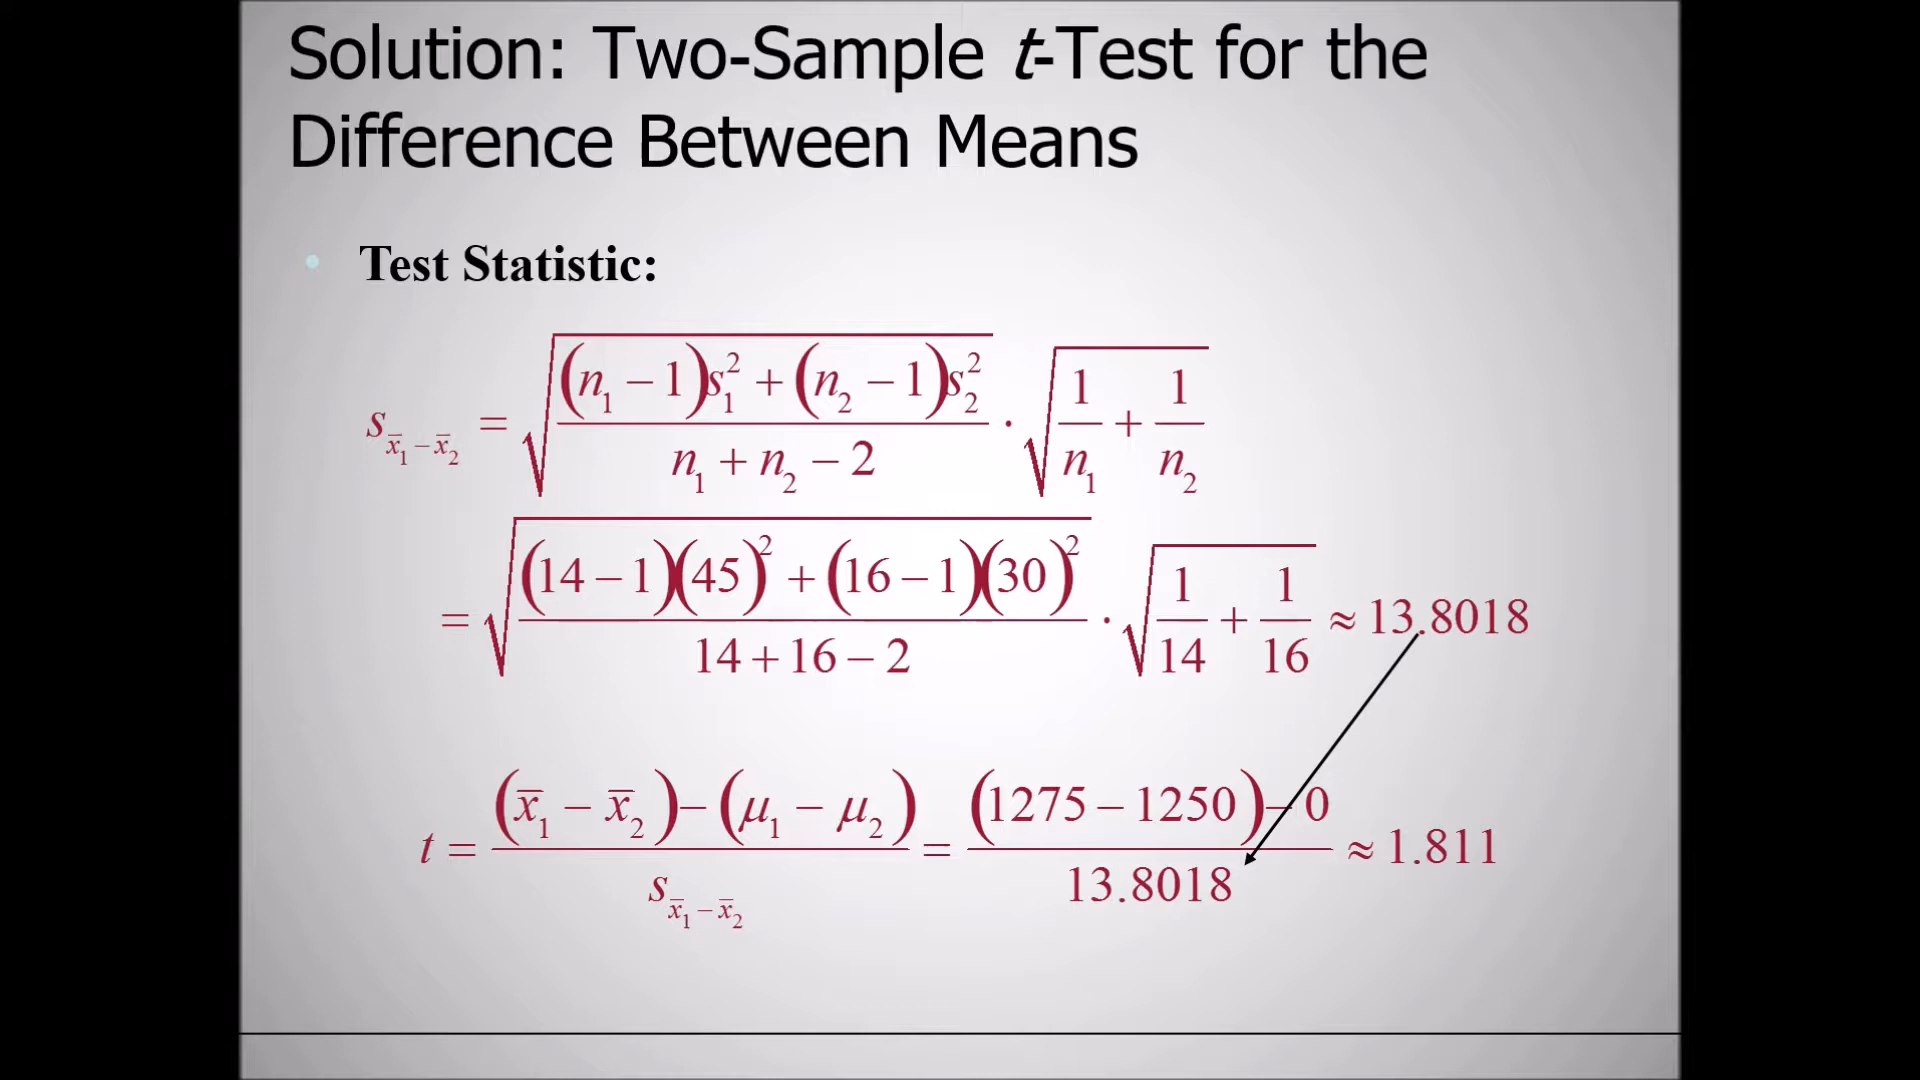 Solution: Two-Sample t-Test for the
Difference Between Means
• Test Statistic:
s_{x̄₁ − x̄₂} = √((n₁ − 1)s₁² + (n₂ − 1)s₂² / n₁ + n₂ − 2) · √(1/n₁ + 1/n₂)
= √((14 − 1)(45)² + (16 − 1)(30)² / 14 + 16 − 2) · √(1/14 + 1/16) ≈ 13.8018
t = (x̄₁ − x̄₂) − (μ₁ − μ₂) / s_{x̄₁ − x̄₂} = (1275 − 1250) − 0 / 13.8018 ≈ 1.811